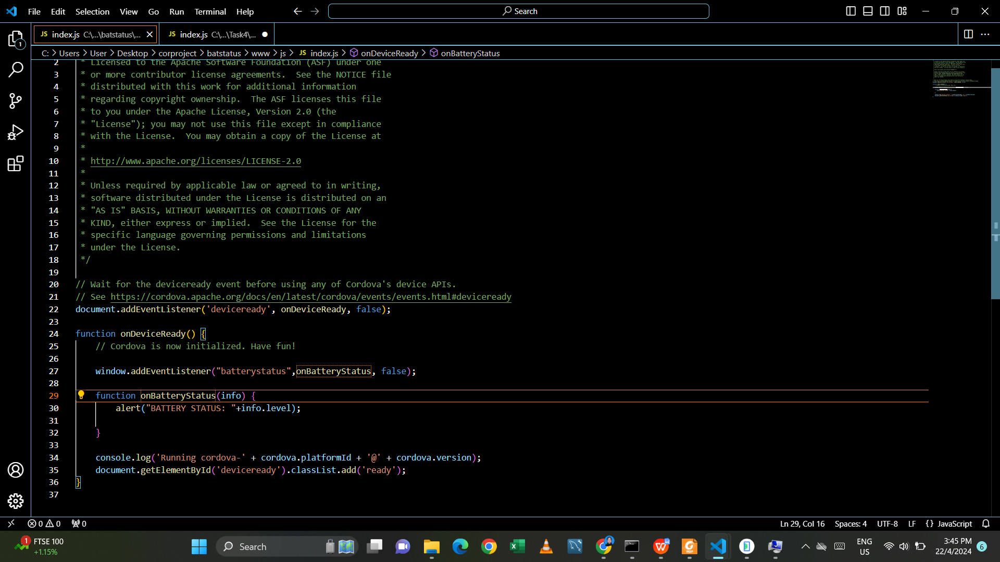 File Edit Selection View Go Run Terminal Help
Search
JS index.js C:\...\batstatus\...
JS index.js C:\...\Task4\...
C: > Users > User > Desktop > corproject > batstatus > www > js > JS index.js > onDeviceReady > onBatteryStatus
1
2 * Licensed to the Apache Software Foundation (ASF) under one
3 * or more contributor license agreements.  See the NOTICE file
4 * distributed with this work for additional information
5 * regarding copyright ownership.  The ASF licenses this file
6 * to you under the Apache License, Version 2.0 (the
7 * "License"); you may not use this file except in compliance
8 * with the License.  You may obtain a copy of the License at
9 *
10 * http://www.apache.org/licenses/LICENSE-2.0
11 *
12 * Unless required by applicable law or agreed to in writing,
13 * software distributed under the License is distributed on an
14 * "AS IS" BASIS, WITHOUT WARRANTIES OR CONDITIONS OF ANY
15 * KIND, either express or implied.  See the License for the
16 * specific language governing permissions and limitations
17 * under the License.
18 */
19
20 // Wait for the deviceready event before using any of Cordova's device APIs.
21 // See https://cordova.apache.org/docs/en/latest/cordova/events/events.html#deviceready
22 document.addEventListener('deviceready', onDeviceReady, false);
23
24 function onDeviceReady() {
25     // Cordova is now initialized. Have fun!
26
27     window.addEventListener("batterystatus",onBatteryStatus, false);
28
29     function onBatteryStatus(info) {
30         alert("BATTERY STATUS: "+info.level);
31
32     }
33
34     console.log('Running cordova-' + cordova.platformId + '@' + cordova.version);
35     document.getElementById('deviceready').classList.add('ready');
36 }
37
0 0 0
Ln 29, Col 16 Spaces: 4 UTF-8 LF {} JavaScript
1 FTSE 100
+1.15%
Search
ENG
US
3:45 PM
22/4/2024
6